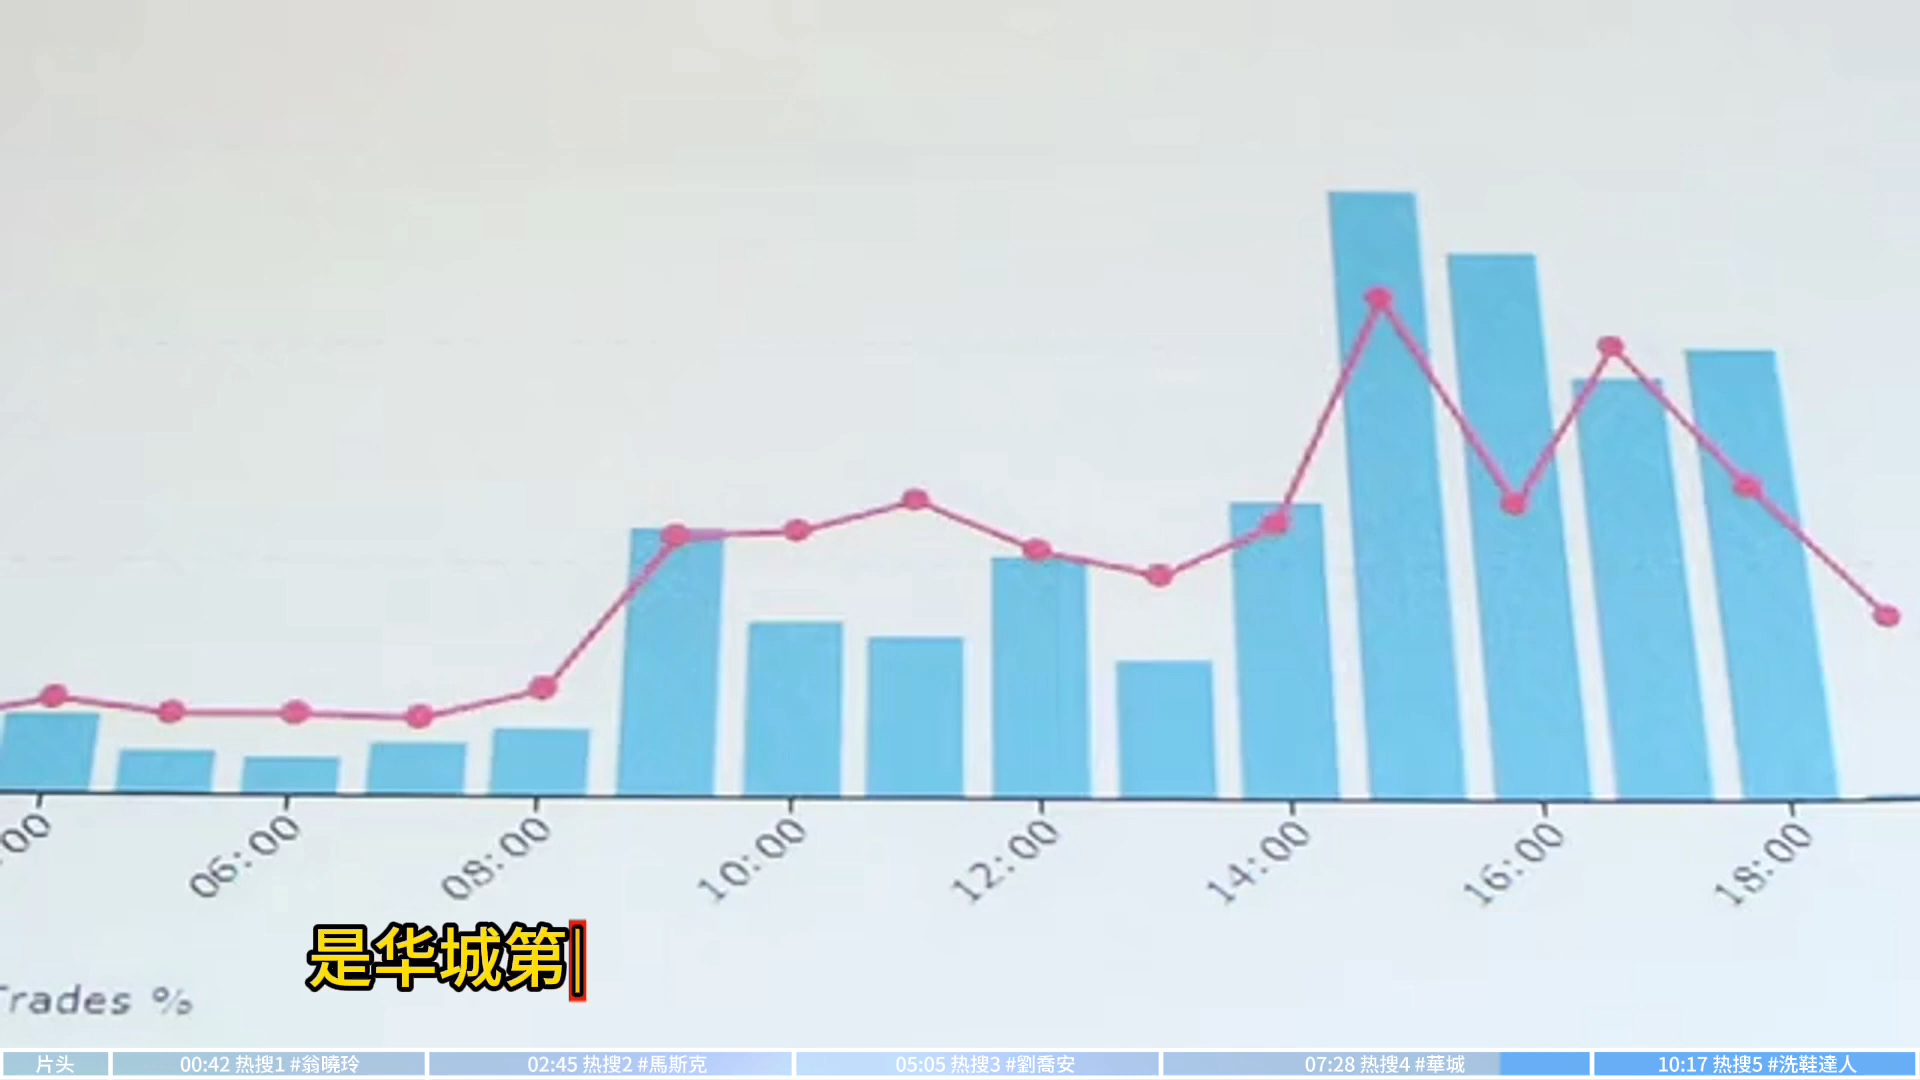 :00 06:00 08:00 10:00 12:00 14:00 16:00 18:00
是华城第
Trades %
片头 00:42 热搜1 #翁曉玲 02:45 热搜2 #馬斯克 05:05 热搜3 #劉喬安 07:28 热搜4 #華城 10:17 热搜5 #洗鞋達人